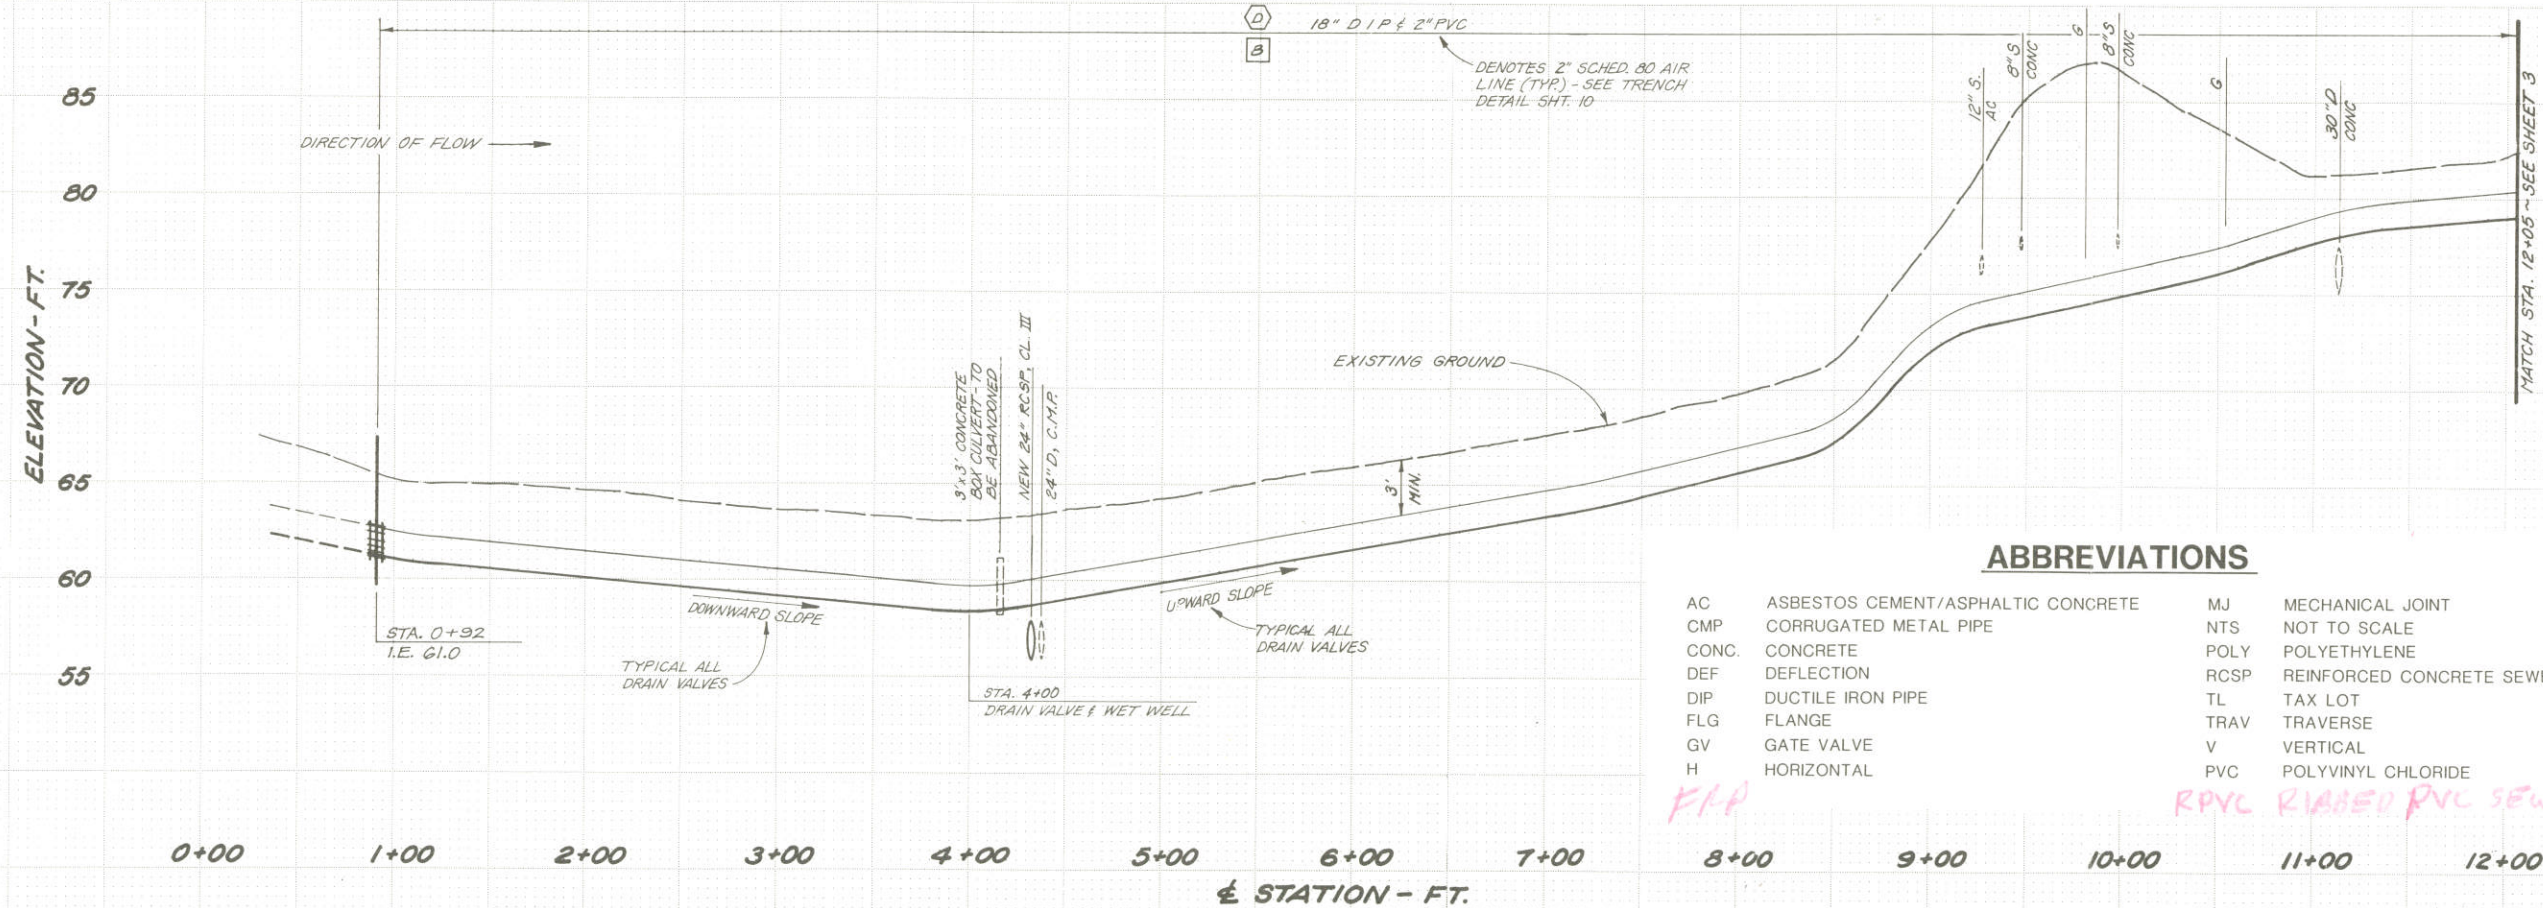 D
18" DIP & 2" PVC
B
DENOTES 2" SCHED. 80 AIR
LINE (TYP.) - SEE TRENCH
DETAIL SHT. 10
DIRECTION OF FLOW
12" S.
AC
8" S
CONC
G
8" S
CONC
G
30" D
CONC
MATCH STA. 12+05 ~ SEE SHEET 3
ELEVATION - FT.
85
80
75
70
65
60
55
EXISTING GROUND
3'
MIN.
3' x 3' CONCRETE
BOX CULVERT - TO
BE ABANDONED
NEW 24" RCSP, CL. III
24" D, C.M.P.
STA. 0+92
I.E. 61.0
DOWNWARD SLOPE
TYPICAL ALL
DRAIN VALVES
UPWARD SLOPE
TYPICAL ALL
DRAIN VALVES
STA. 4+00
DRAIN VALVE & WET WELL
ABBREVIATIONS
AC ASBESTOS CEMENT/ASPHALTIC CONCRETE
CMP CORRUGATED METAL PIPE
CONC. CONCRETE
DEF DEFLECTION
DIP DUCTILE IRON PIPE
FLG FLANGE
GV GATE VALVE
H HORIZONTAL
MJ MECHANICAL JOINT
NTS NOT TO SCALE
POLY POLYETHYLENE
RCSP REINFORCED CONCRETE SEW
TL TAX LOT
TRAV TRAVERSE
V VERTICAL
PVC POLYVINYL CHLORIDE
RPVC RIBBED PVC SEW
0+00 1+00 2+00 3+00 4+00 5+00 6+00 7+00 8+00 9+00 10+00 11+00 12+00
℄ STATION - FT.